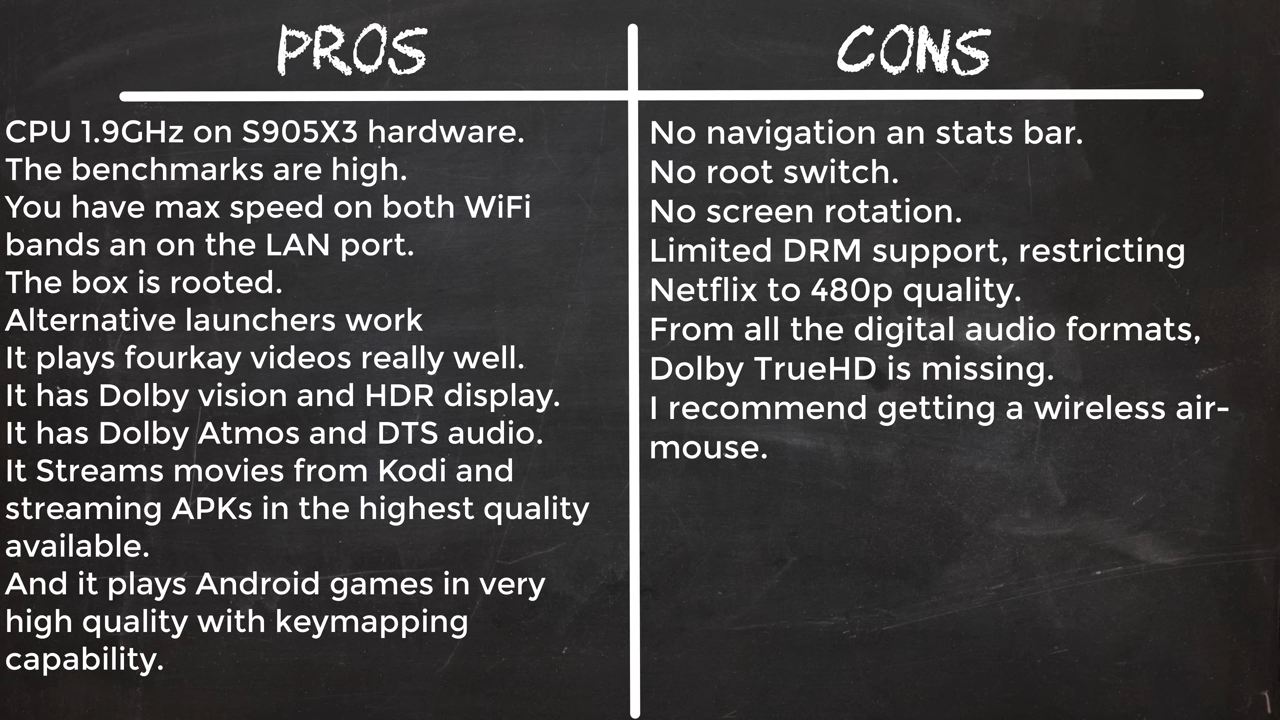 PROS
CPU 1.9GHz on S905X3 hardware.
The benchmarks are high.
You have max speed on both WiFi
bands an on the LAN port.
The box is rooted.
Alternative launchers work
It plays fourkay videos really well.
It has Dolby vision and HDR display.
It has Dolby Atmos and DTS audio.
It Streams movies from Kodi and
streaming APKs in the highest quality
available.
And it plays Android games in very
high quality with keymapping
capability.
CONS
No navigation an stats bar.
No root switch.
No screen rotation.
Limited DRM support, restricting
Netflix to 480p quality.
From all the digital audio formats,
Dolby TrueHD is missing.
I recommend getting a wireless air-
mouse.